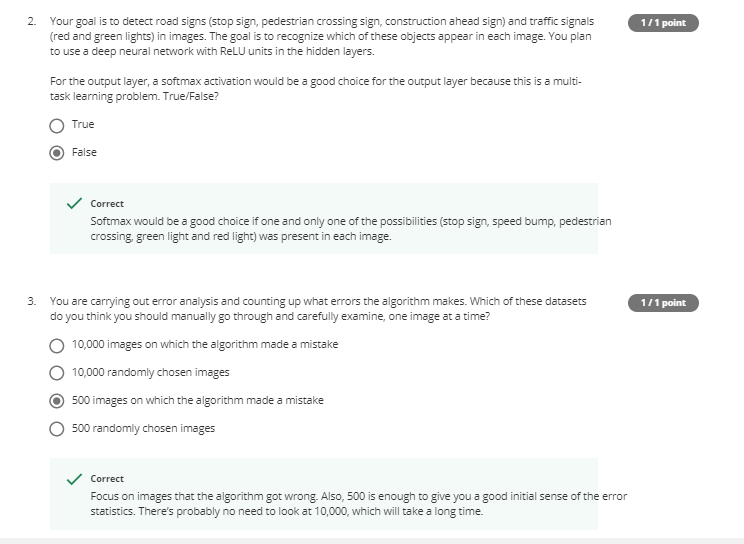 2. Your goal is to detect road signs (stop sign, pedestrian crossing sign, construction ahead sign) and traffic signals
1 / 1 point
(red and green lights) in images. The goal is to recognize which of these objects appear in each image. You plan
to use a deep neural network with ReLU units in the hidden layers.
For the output layer, a softmax activation would be a good choice for the output layer because this is a multi-
task learning problem. True/False?
True
False
Correct
Softmax would be a good choice if one and only one of the possibilities (stop sign, speed bump, pedestrian
crossing, green light and red light) was present in each image.
3. You are carrying out error analysis and counting up what errors the algorithm makes. Which of these datasets
1 / 1 point
do you think you should manually go through and carefully examine, one image at a time?
10,000 images on which the algorithm made a mistake
10,000 randomly chosen images
500 images on which the algorithm made a mistake
500 randomly chosen images
Correct
Focus on images that the algorithm got wrong. Also, 500 is enough to give you a good initial sense of the error
statistics. There's probably no need to look at 10,000, which will take a long time.